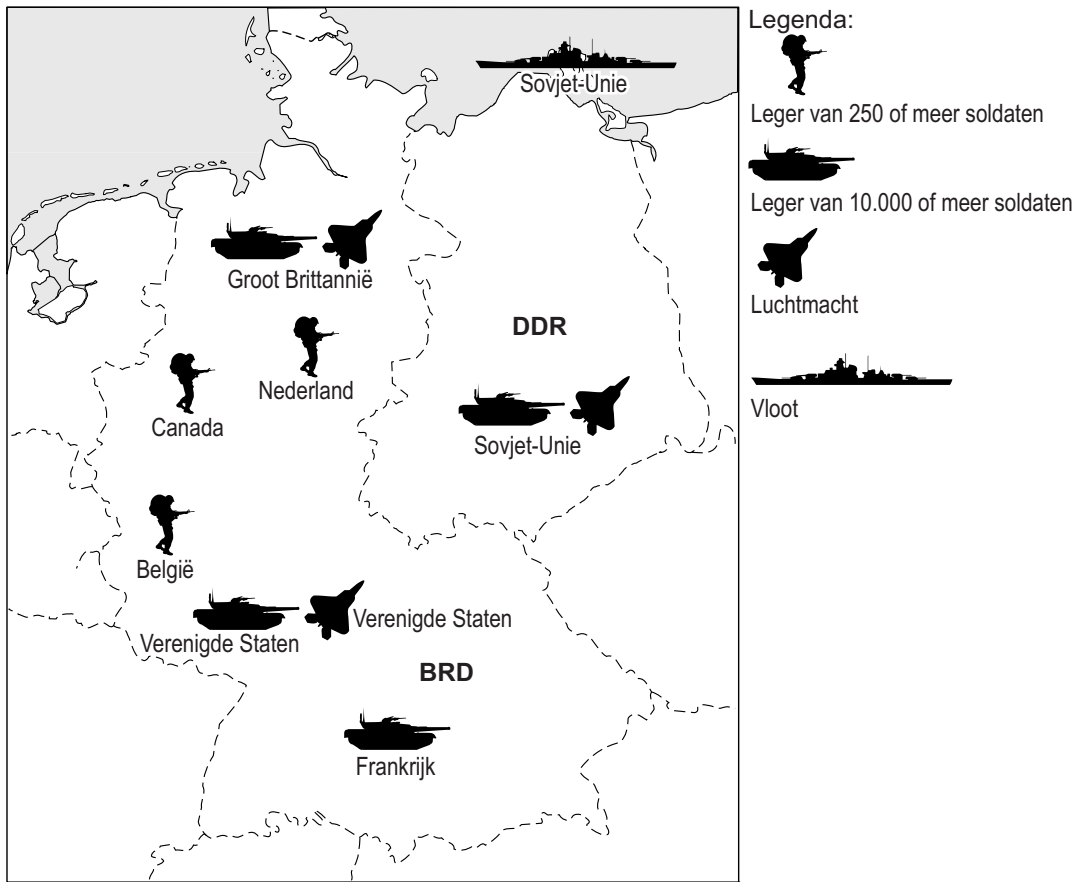 Sovjet-Unie
Groot Brittannië
DDR
Nederland
Canada
Sovjet-Unie
België
Verenigde Staten
Verenigde Staten
BRD
Frankrijk
Legenda:
Leger van 250 of meer soldaten
Leger van 10.000 of meer soldaten
Luchtmacht
Vloot